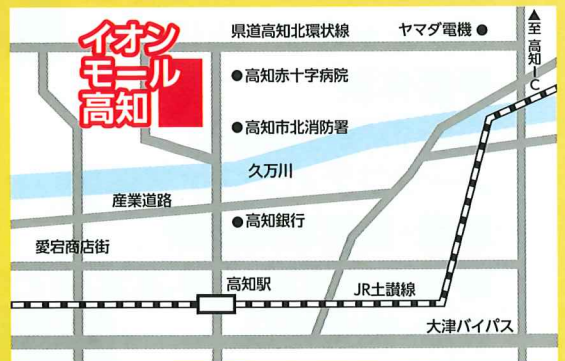 イオン
モール
高知
県道高知北環状線
ヤマダ電機
▲至 高知IC
高知赤十字病院
高知市北消防署
久万川
産業道路
高知銀行
愛宕商店街
高知駅
JR土讃線
大津バイパス